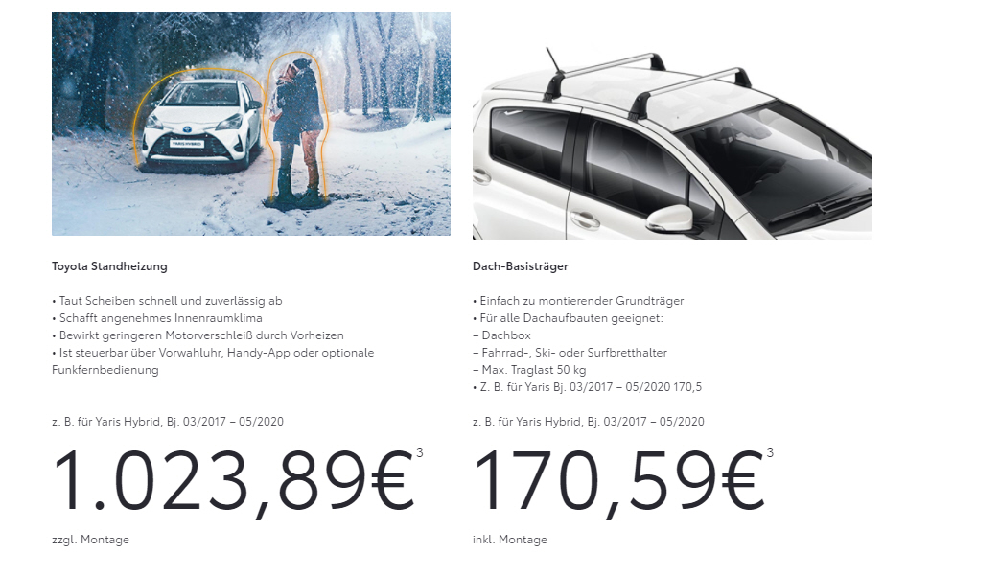 YARIS HYBRID
Toyota Standheizung
• Taut Scheiben schnell und zuverlässig ab
• Schafft angenehmes Innenraumklima
• Bewirkt geringeren Motorverschleiß durch Vorheizen
• Ist steuerbar über Vorwahluhr, Handy-App oder optionale
Funkfernbedienung
z. B. für Yaris Hybrid, Bj. 03/2017 – 05/2020
1.023,89€3
zzgl. Montage
Dach-Basisträger
• Einfach zu montierender Grundträger
• Für alle Dachaufbauten geeignet:
– Dachbox
– Fahrrad-, Ski- oder Surfbretthalter
– Max. Traglast 50 kg
• Z. B. für Yaris Bj. 03/2017 – 05/2020 170,5
z. B. für Yaris Hybrid, Bj. 03/2017 – 05/2020
170,59€3
inkl. Montage